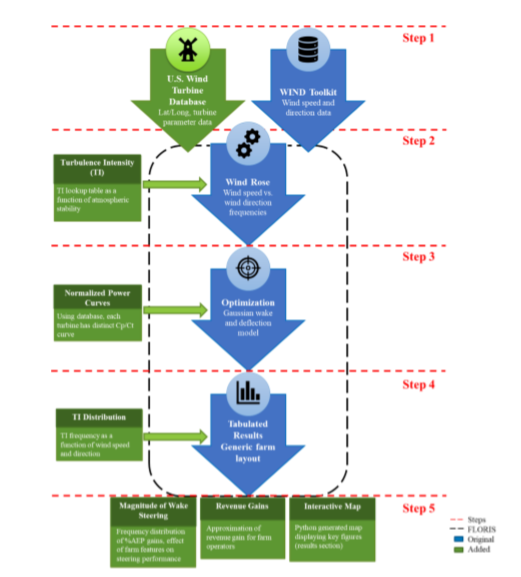 Step 1
U.S. Wind
Turbine
Database
Lat/Long, turbine
parameter data
WIND Toolkit
Wind speed and
direction data
Step 2
Turbulence Intensity
(TI)
TI lookup table as a
function of atmospheric
stability
Wind Rose
Wind speed vs.
wind direction
frequencies
Step 3
Normalized Power
Curves
Using database, each
turbine has distinct Cp/Ct
curve
Optimization
Gaussian wake
and deflection
model
Step 4
TI Distribution
TI frequency as a
function of wind speed
and direction
Tabulated
Results
Generic farm
layout
Step 5
Magnitude of Wake
Steering
Frequency distribution
of %AEP gains, effect
of farm features on
steering performance
Revenue Gains
Approximation of
revenue gain for farm
operators
Interactive Map
Python generated map
displaying key figures
(results section)
Steps
FLORIS
Original
Added